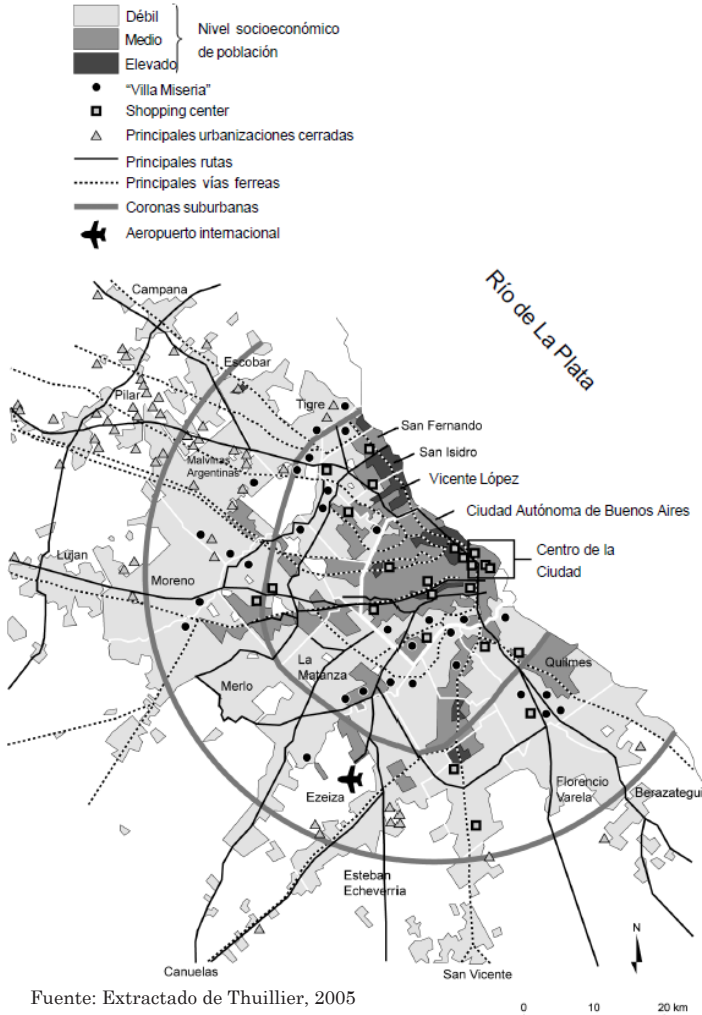 Débil
Medio
Elevado
Nivel socioeconómico
de población
“Villa Miseria”
Shopping center
Principales urbanizaciones cerradas
Principales rutas
Principales vías ferreas
Coronas suburbanas
Aeropuerto internacional
Río de La Plata
Campana
Escobar
Pilar
Tigre
San Fernando
San Isidro
Malvinas
Argentinas
Vicente López
Ciudad Autónoma de Buenos Aires
Centro de la
Ciudad
Lujan
Moreno
La
Matanza
Quilmes
Merlo
Ezeiza
Florencio
Varela
Berazategui
Esteban
Echeverria
N
Canuelas
San Vicente
Fuente: Extractado de Thuillier, 2005
0 10 20 km